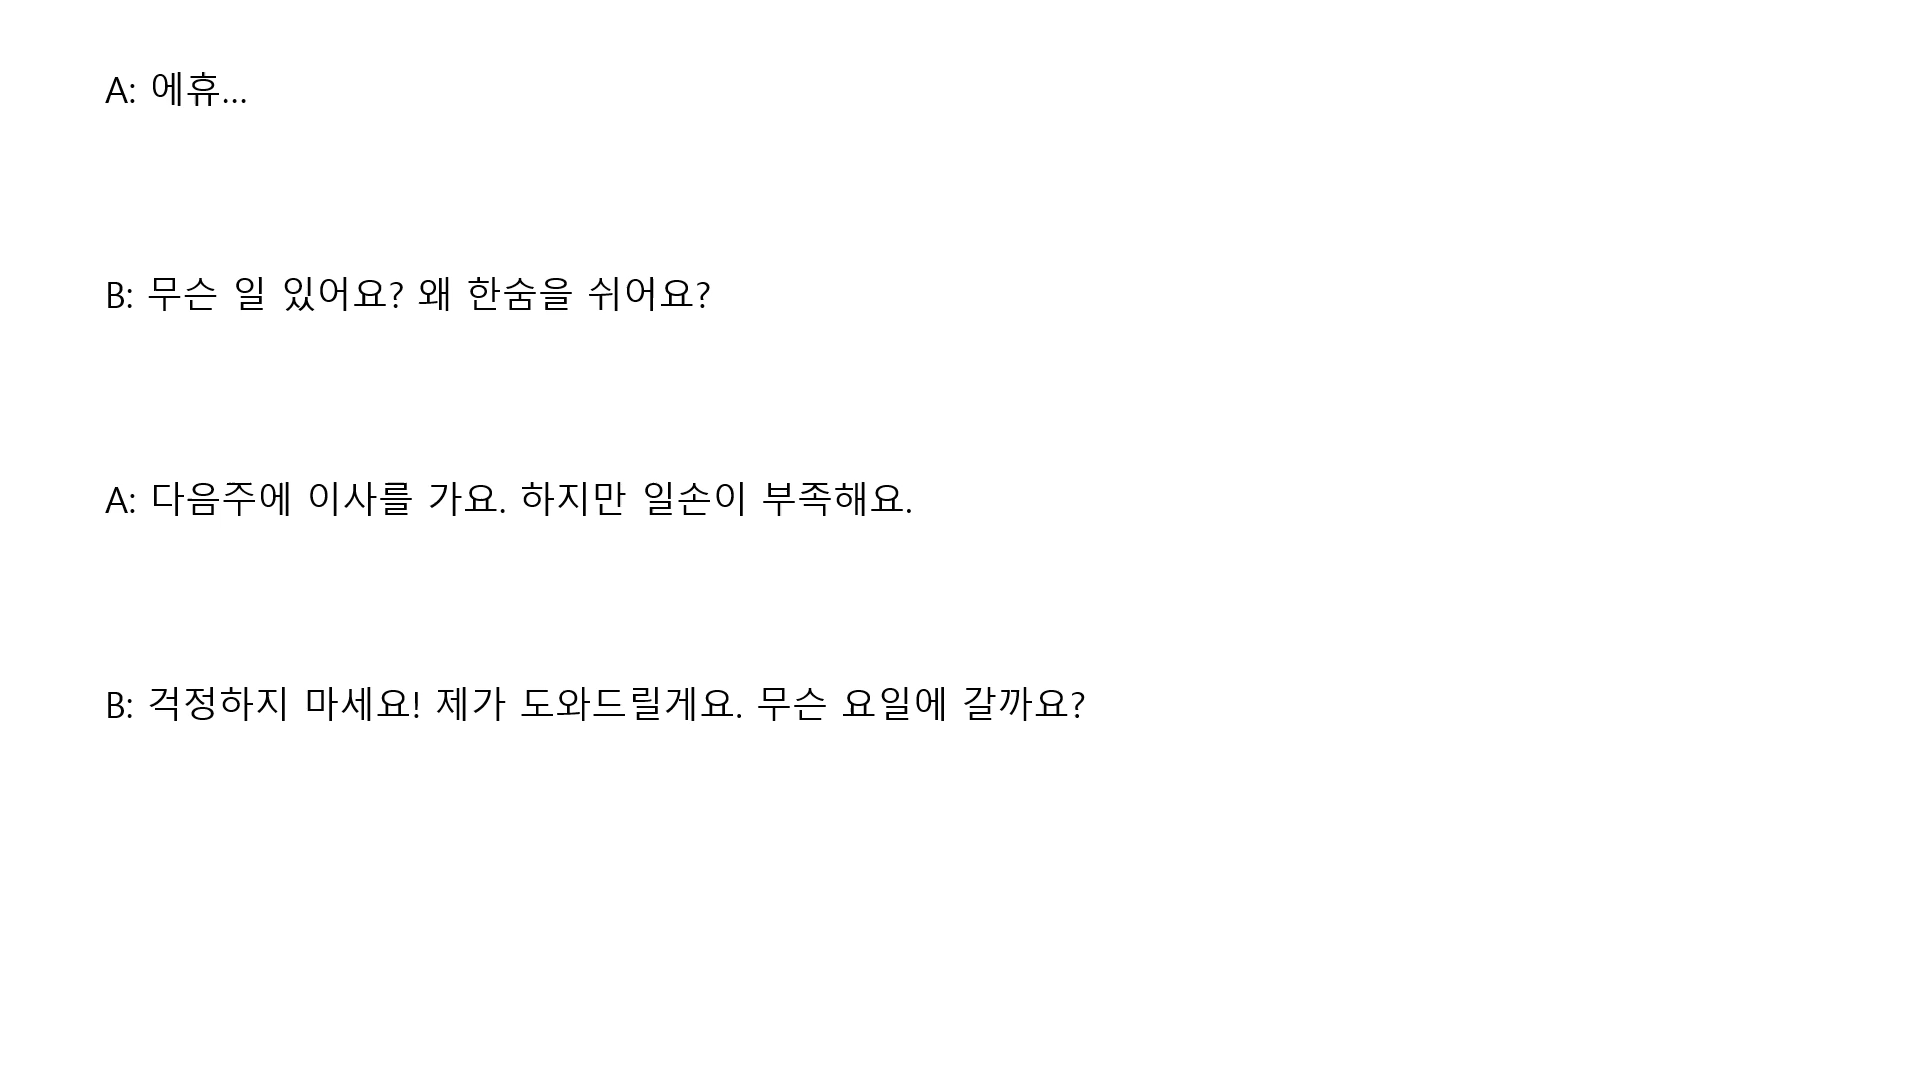 A: 에휴...
B: 무슨 일 있어요? 왜 한숨을 쉬어요?
A: 다음주에 이사를 가요. 하지만 일손이 부족해요.
B: 걱정하지 마세요! 제가 도와드릴게요. 무슨 요일에 갈까요?